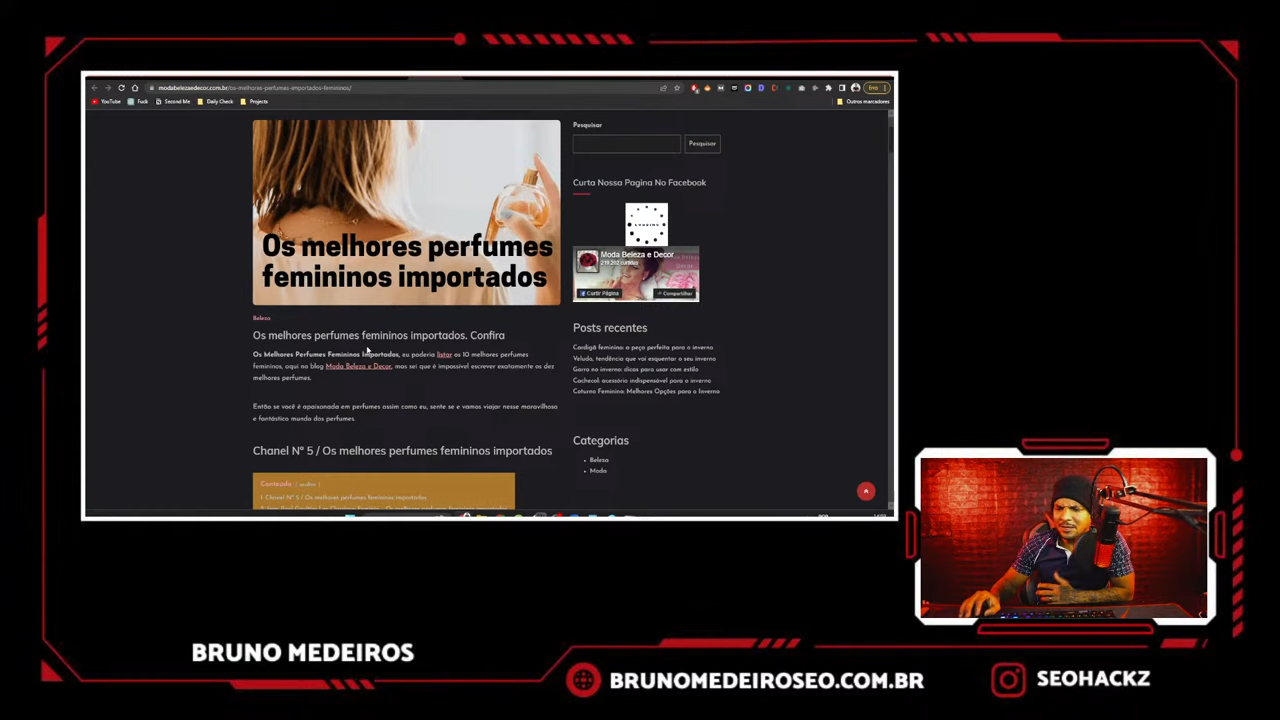 modabelezaedecor.com.br/os-melhores-perfumes-importados-femininos/
YouTube
Fuck
Second Me
Daily Check
Projects
Outros marcadores
Os melhores perfumes
femininos importados
Beleza
Os melhores perfumes femininos importados. Confira
Os Melhores Perfumes Femininos Importados, eu poderia listar os 10 melhores perfumes
femininos, aqui no blog Moda Beleza e Decor, mas sei que é impossível escrever exatamente os dez
melhores perfumes.
Então se você é apaixonada em perfumes assim como eu, sente se e vamos viajar nesse maravilhoso
e fantástico mundo dos perfumes.
Chanel Nº 5 / Os melhores perfumes femininos importados
Conteúdo
1 Chanel Nº 5 / Os melhores perfumes femininos importados
Pesquisar
Pesquisar
Curta Nossa Pagina No Facebook
LOADING
Moda Beleza e Decor
curtidas
Curtir Página
Compartilhar
Posts recentes
Cardigã feminino: a peça perfeita para o inverno
Veludo, tendência que vai esquentar o seu inverno
Gorro no inverno: dicas para usar com estilo
Cachecol: acessório indispensável para o inverno
Coturno Feminino: Melhores Opções para o Inverno
Categorias
Beleza
Moda
BRUNO MEDEIROS
BRUNOMEDEIROSEO.COM.BR
SEOHACKZ